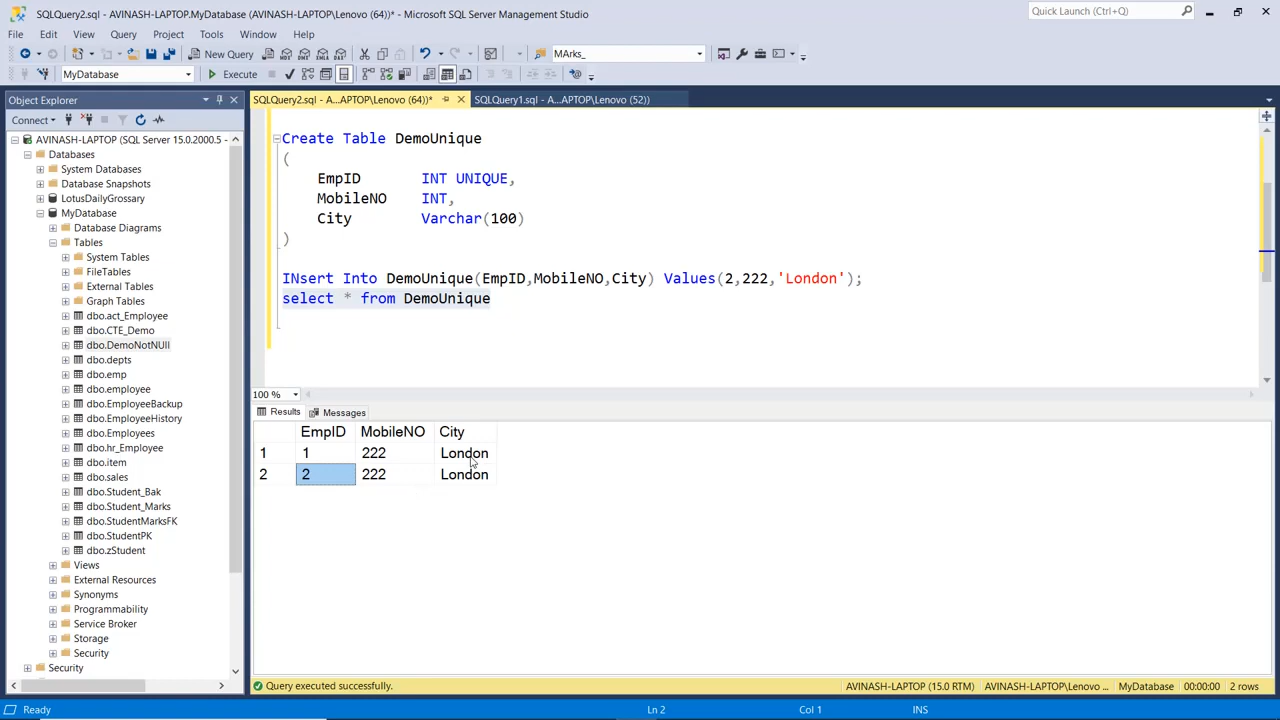 SQLQuery2.sql - AVINASH-LAPTOP.MyDatabase (AVINASH-LAPTOP\Lenovo (64))* - Microsoft SQL Server Management Studio
Quick Launch (Ctrl+Q)
File Edit View Query Project Tools Window Help
New Query MDX DMX XMLA DAX MArks_
MyDatabase Execute
Object Explorer
SQLQuery2.sql - A...APTOP\Lenovo (64))* SQLQuery1.sql - A...APTOP\Lenovo (52))
Connect
AVINASH-LAPTOP (SQL Server 15.0.2000.5 -
Databases
System Databases
Database Snapshots
LotusDailyGrossary
MyDatabase
Database Diagrams
Tables
System Tables
FileTables
External Tables
Graph Tables
dbo.act_Employee
dbo.CTE_Demo
dbo.DemoNotNUll
dbo.depts
dbo.emp
dbo.employee
dbo.EmployeeBackup
dbo.EmployeeHistory
dbo.Employees
dbo.hr_Employee
dbo.item
dbo.sales
dbo.Student_Bak
dbo.Student_Marks
dbo.StudentMarksFK
dbo.StudentPK
dbo.zStudent
Views
External Resources
Synonyms
Programmability
Service Broker
Storage
Security
Security
Create Table DemoUnique
(
EmpID INT UNIQUE,
MobileNO INT,
City Varchar(100)
)
INsert Into DemoUnique(EmpID,MobileNO,City) Values(2,222,'London');
select * from DemoUnique
100 %
Results Messages
EmpID MobileNO City
1 1 222 London
2 2 222 London
Query executed successfully. AVINASH-LAPTOP (15.0 RTM) AVINASH-LAPTOP\Lenovo ... MyDatabase 00:00:00 2 rows
Ready Ln 2 Col 1 INS